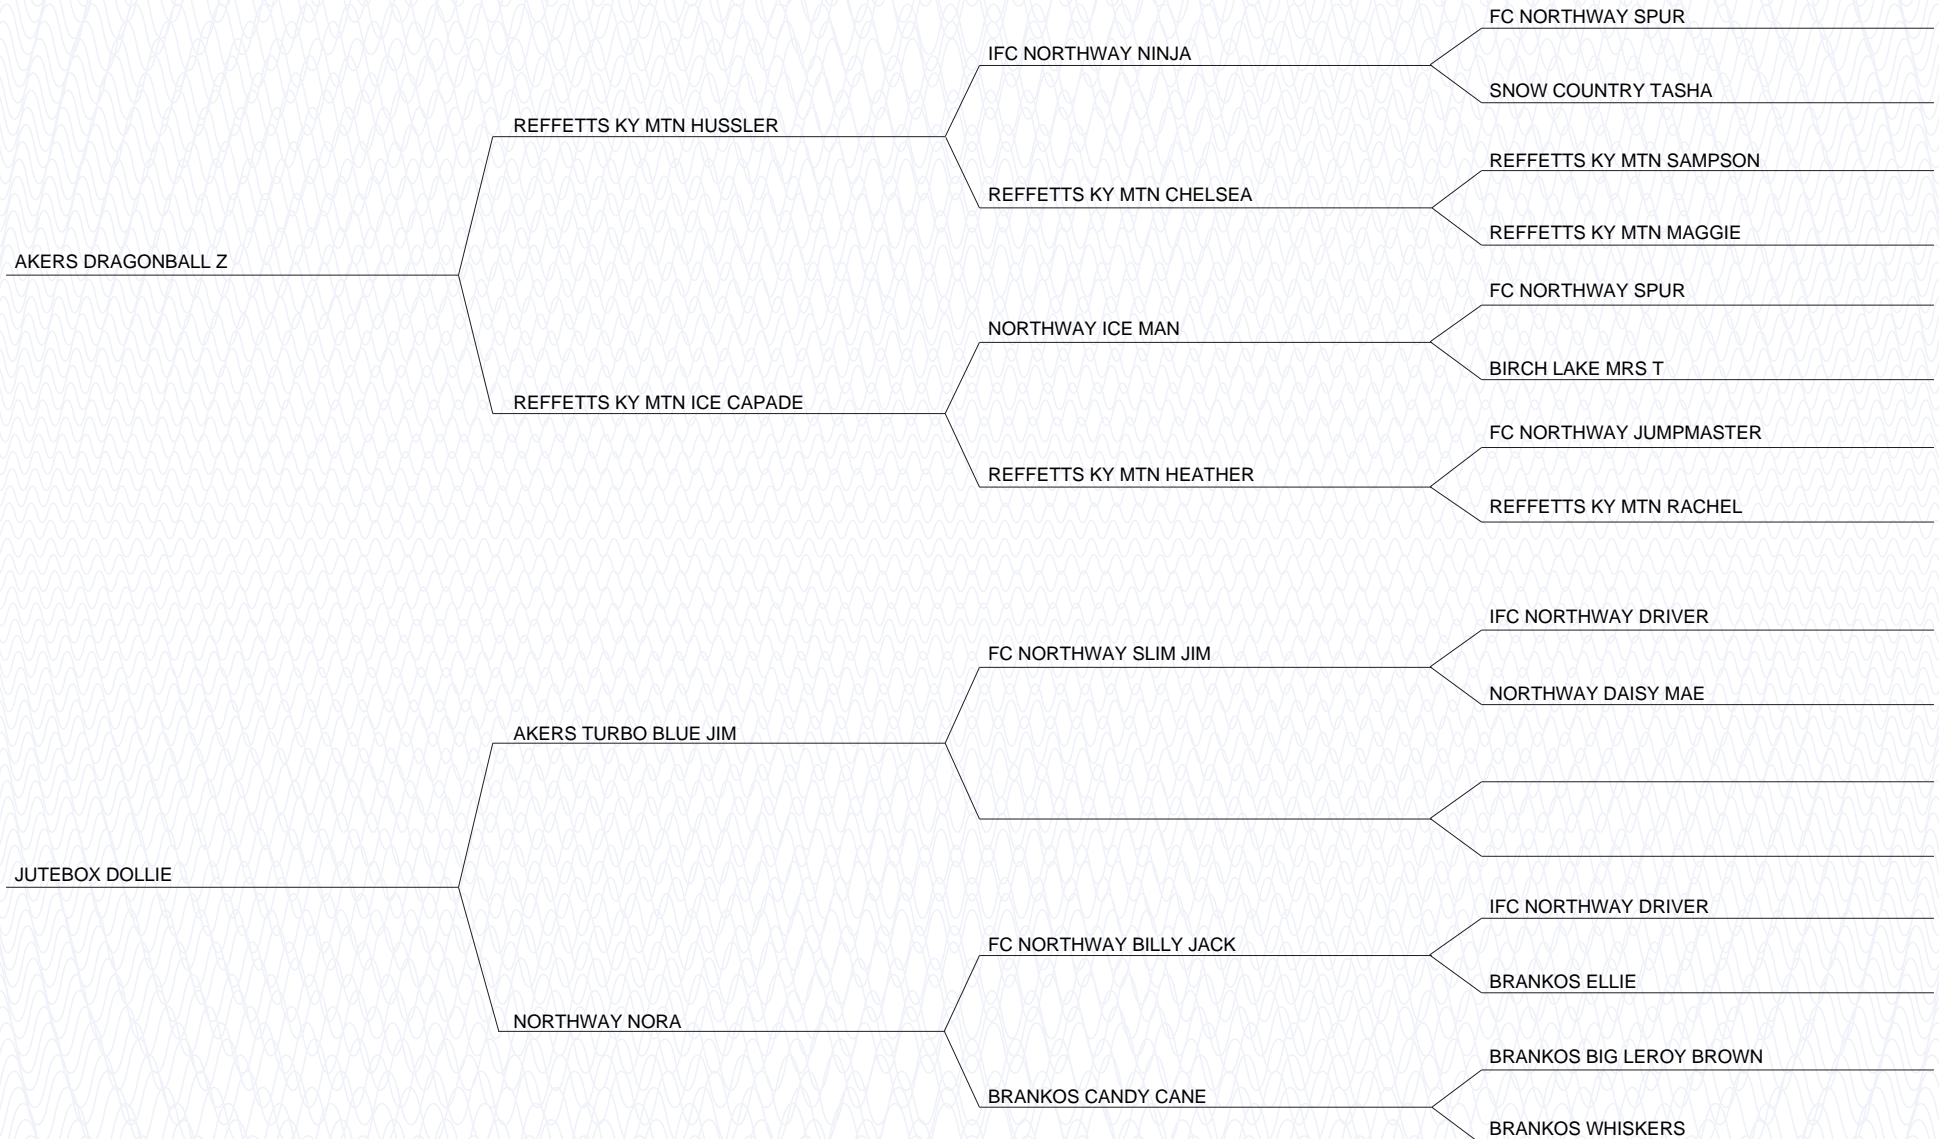 FC NORTHWAY SPUR
IFC NORTHWAY NINJA
SNOW COUNTRY TASHA
REFFETTS KY MTN HUSSLER
REFFETTS KY MTN SAMPSON
REFFETTS KY MTN CHELSEA
REFFETTS KY MTN MAGGIE
AKERS DRAGONBALL Z
FC NORTHWAY SPUR
NORTHWAY ICE MAN
BIRCH LAKE MRS T
REFFETTS KY MTN ICE CAPADE
FC NORTHWAY JUMPMASTER
REFFETTS KY MTN HEATHER
REFFETTS KY MTN RACHEL
IFC NORTHWAY DRIVER
FC NORTHWAY SLIM JIM
NORTHWAY DAISY MAE
AKERS TURBO BLUE JIM
JUTEBOX DOLLIE
IFC NORTHWAY DRIVER
FC NORTHWAY BILLY JACK
BRANKOS ELLIE
NORTHWAY NORA
BRANKOS BIG LEROY BROWN
BRANKOS CANDY CANE
BRANKOS WHISKERS